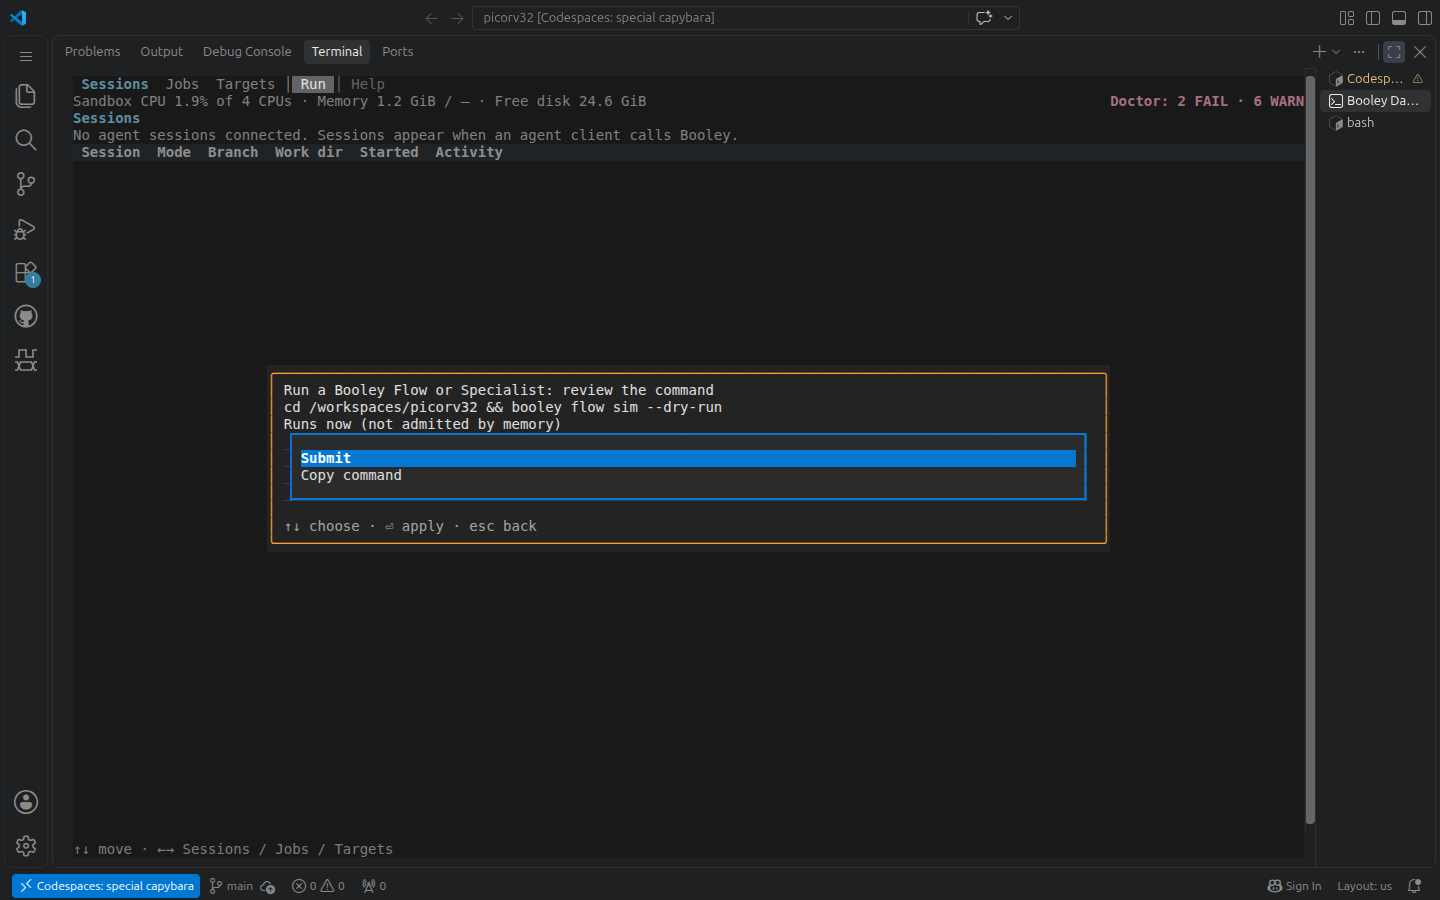 picorv32 [Codespaces: special capybara]
Problems Output Debug Console Terminal Ports
Sessions Jobs Targets Run Help
Sandbox CPU 1.9% of 4 CPUs · Memory 1.2 GiB / — · Free disk 24.6 GiB Doctor: 2 FAIL · 6 WARN
Sessions
No agent sessions connected. Sessions appear when an agent client calls Booley.
Session Mode Branch Work dir Started Activity
Codesp...
Booley Da...
bash
1
Run a Booley Flow or Specialist: review the command
cd /workspaces/picorv32 && booley flow sim --dry-run
Runs now (not admitted by memory)
Submit
Copy command
↑↓ choose · ⏎ apply · esc back
↑↓ move · ←→ Sessions / Jobs / Targets
Codespaces: special capybara main 0 0 0 Sign In Layout: us